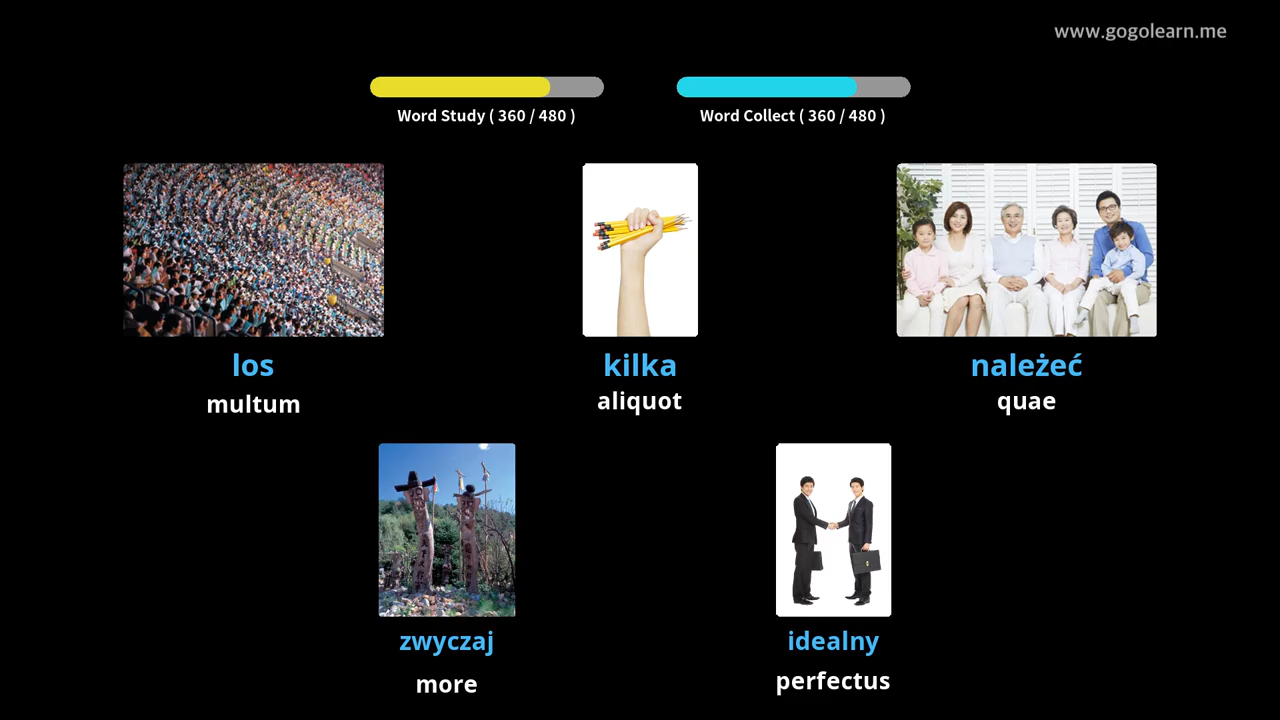 www.gogolearn.me
Word Study ( 360 / 480 )
Word Collect ( 360 / 480 )
los
kilka
należeć
multum
aliquot
quae
zwyczaj
idealny
more
perfectus